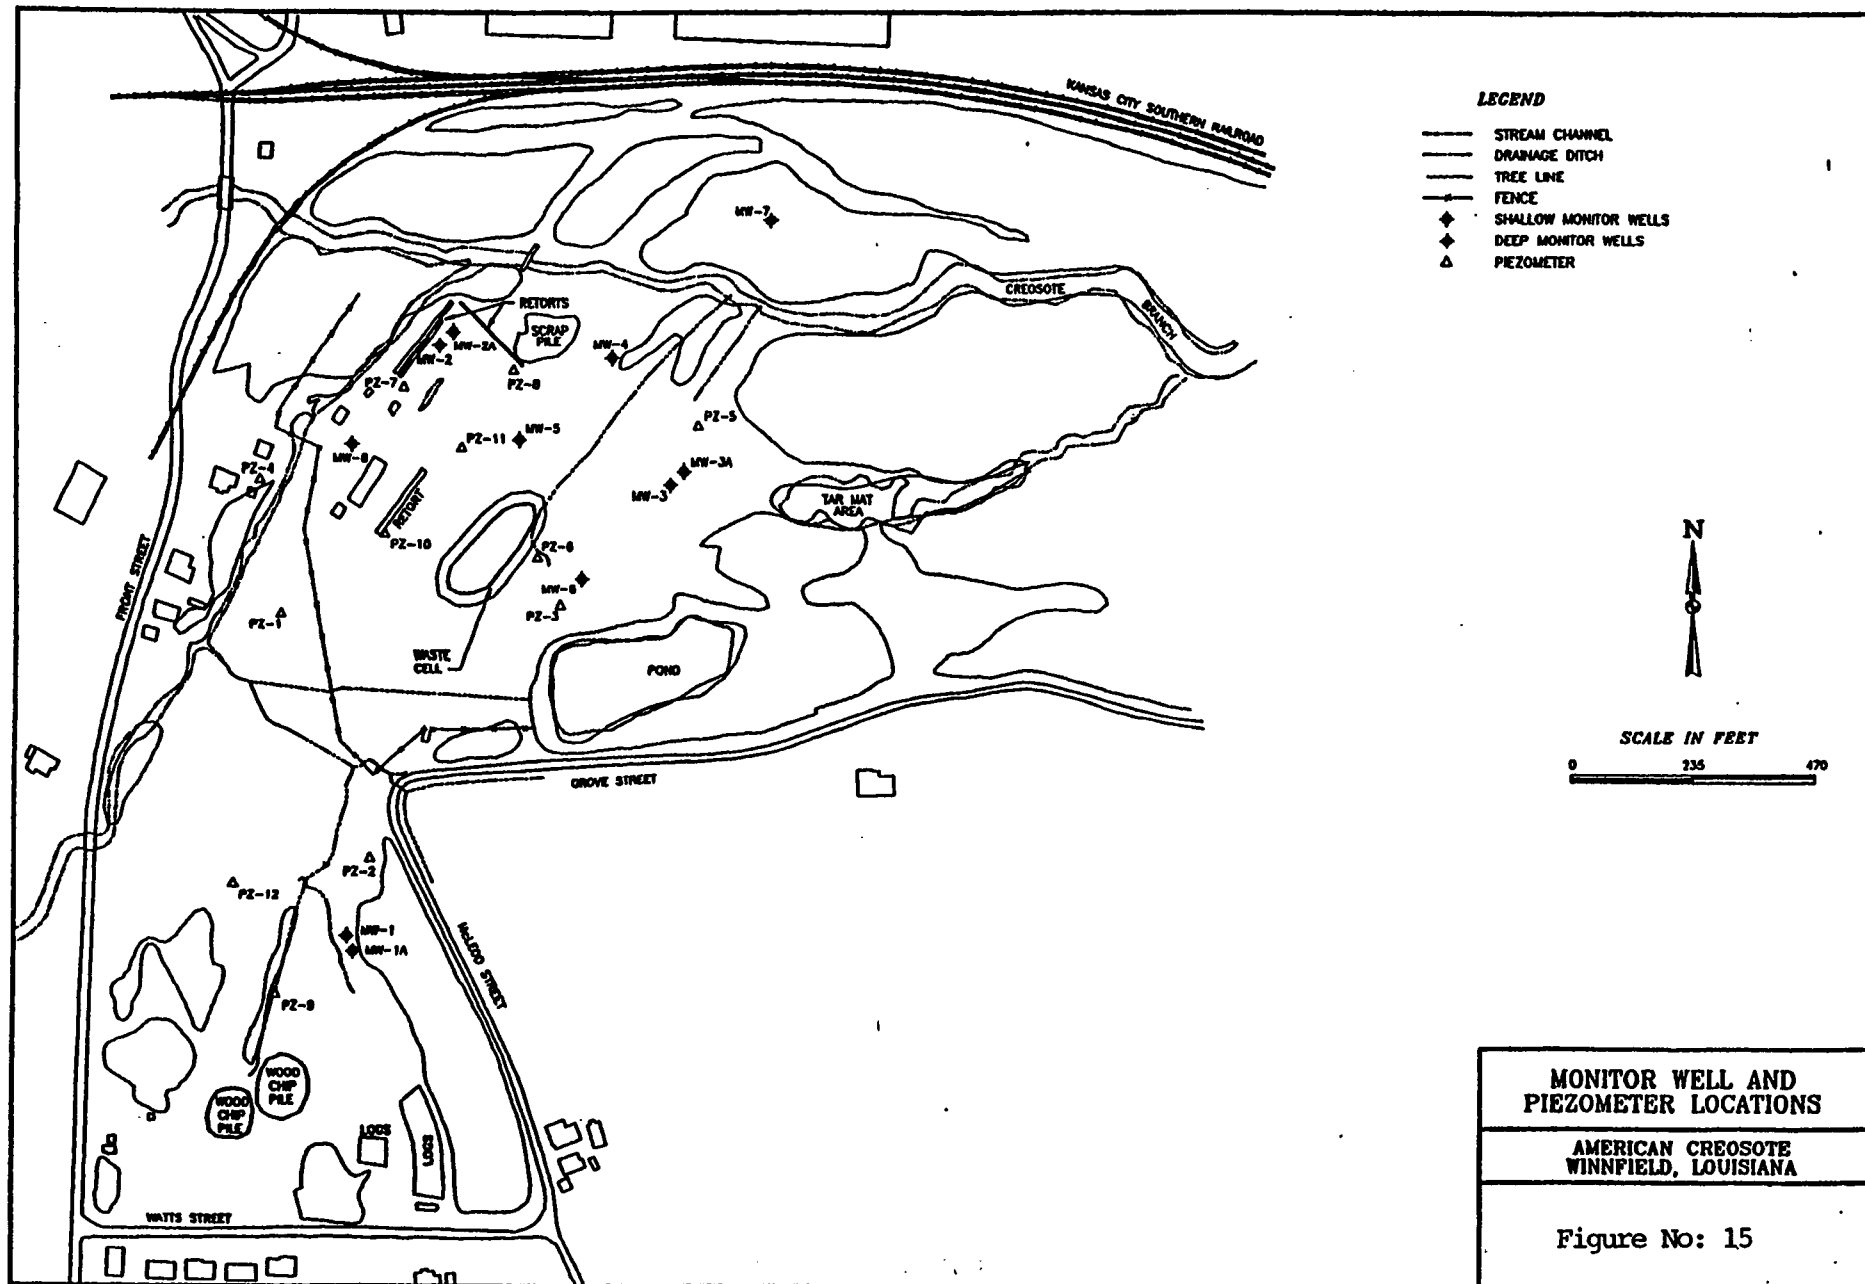 KANSAS CITY SOUTHERN RAILROAD
LEGEND
STREAM CHANNEL
DRAINAGE DITCH
TREE LINE
FENCE
SHALLOW MONITOR WELLS
DEEP MONITOR WELLS
PIEZOMETER
MW-7
CREOSOTE
BRANCH
RETORTS
SCRAP
PILE
MW-2A
MW-2
MW-4
PZ-7
PZ-8
PZ-5
PZ-11
MW-5
MW-8
PZ-4
MW-3A
MW-3
RETORT
TAR MAT
AREA
PZ-10
PZ-6
MW-6
PZ-3
PZ-1
FRONT STREET
WASTE
CELL
POND
N
SCALE IN FEET
0 235 470
GROVE STREET
PZ-2
PZ-12
MW-1
MW-1A
McLEOD STREET
PZ-9
WOOD
CHIP
PILE
WOOD
CHIP
PILE
LOGS
LOGS
WATTS STREET
MONITOR WELL AND
PIEZOMETER LOCATIONS
AMERICAN CREOSOTE
WINNFIELD, LOUISIANA
Figure No: 15